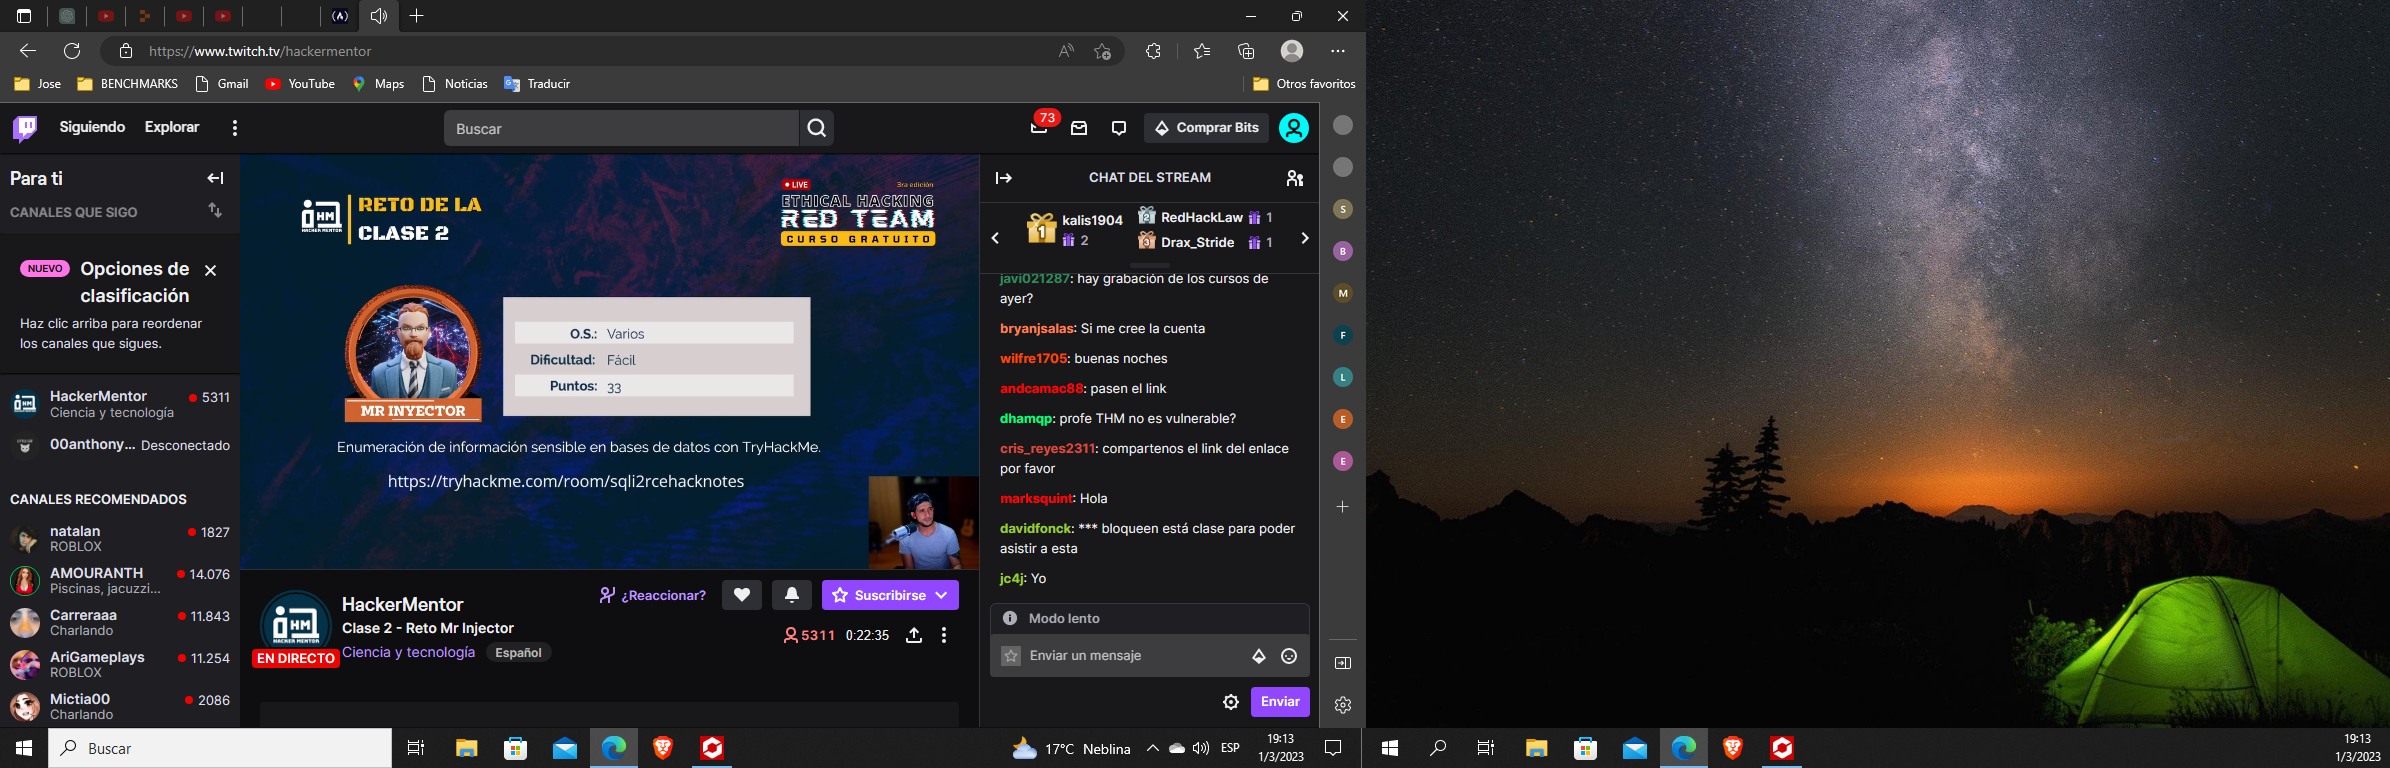 https://www.twitch.tv/hackermentor
Jose
BENCHMARKS
Gmail
YouTube
Maps
Noticias
Traducir
Otros favoritos
Siguiendo
Explorar
Buscar
73
Comprar Bits
Para ti
CANALES QUE SIGO
NUEVO
Opciones de
clasificación
Haz clic arriba para reordenar
los canales que sigues.
HackerMentor
5311
Ciencia y tecnología
00anthony...
Desconectado
CANALES RECOMENDADOS
natalan
1827
ROBLOX
AMOURANTH
14.076
Piscinas, jacuzzi...
Carreraaa
11.843
Charlando
AriGameplays
11.254
ROBLOX
Mictia00
2086
Charlando
HM
HACKER MENTOR
RETO DE LA
CLASE 2
LIVE
3ra edición
ETHICAL HACKING
RED TEAM
CURSO GRATUITO
MR INYECTOR
O.S.: Varios
Dificultad: Fácil
Puntos: 33
Enumeración de información sensible en bases de datos con TryHackMe.
https://tryhackme.com/room/sqli2rcehacknotes
HM
HACKER MENTOR
EN DIRECTO
HackerMentor
Clase 2 - Reto Mr Injector
Ciencia y tecnología
Español
¿Reaccionar?
Suscribirse
5311
0:22:35
CHAT DEL STREAM
1
kalis1904
2
2
RedHackLaw
1
3
Drax_Stride
1
javi021287: hay grabación de los cursos de
ayer?
bryanjsalas: Si me cree la cuenta
wilfre1705: buenas noches
andcamac88: pasen el link
dhamqp: profe THM no es vulnerable?
cris_reyes2311: compartenos el link del enlace
por favor
marksquint: Hola
davidfonck: *** bloqueen está clase para poder
asistir a esta
jc4j: Yo
Modo lento
Enviar un mensaje
Enviar
S
B
M
F
L
E
E
Buscar
17°C Neblina
ESP
19:13
1/3/2023
19:13
1/3/2023